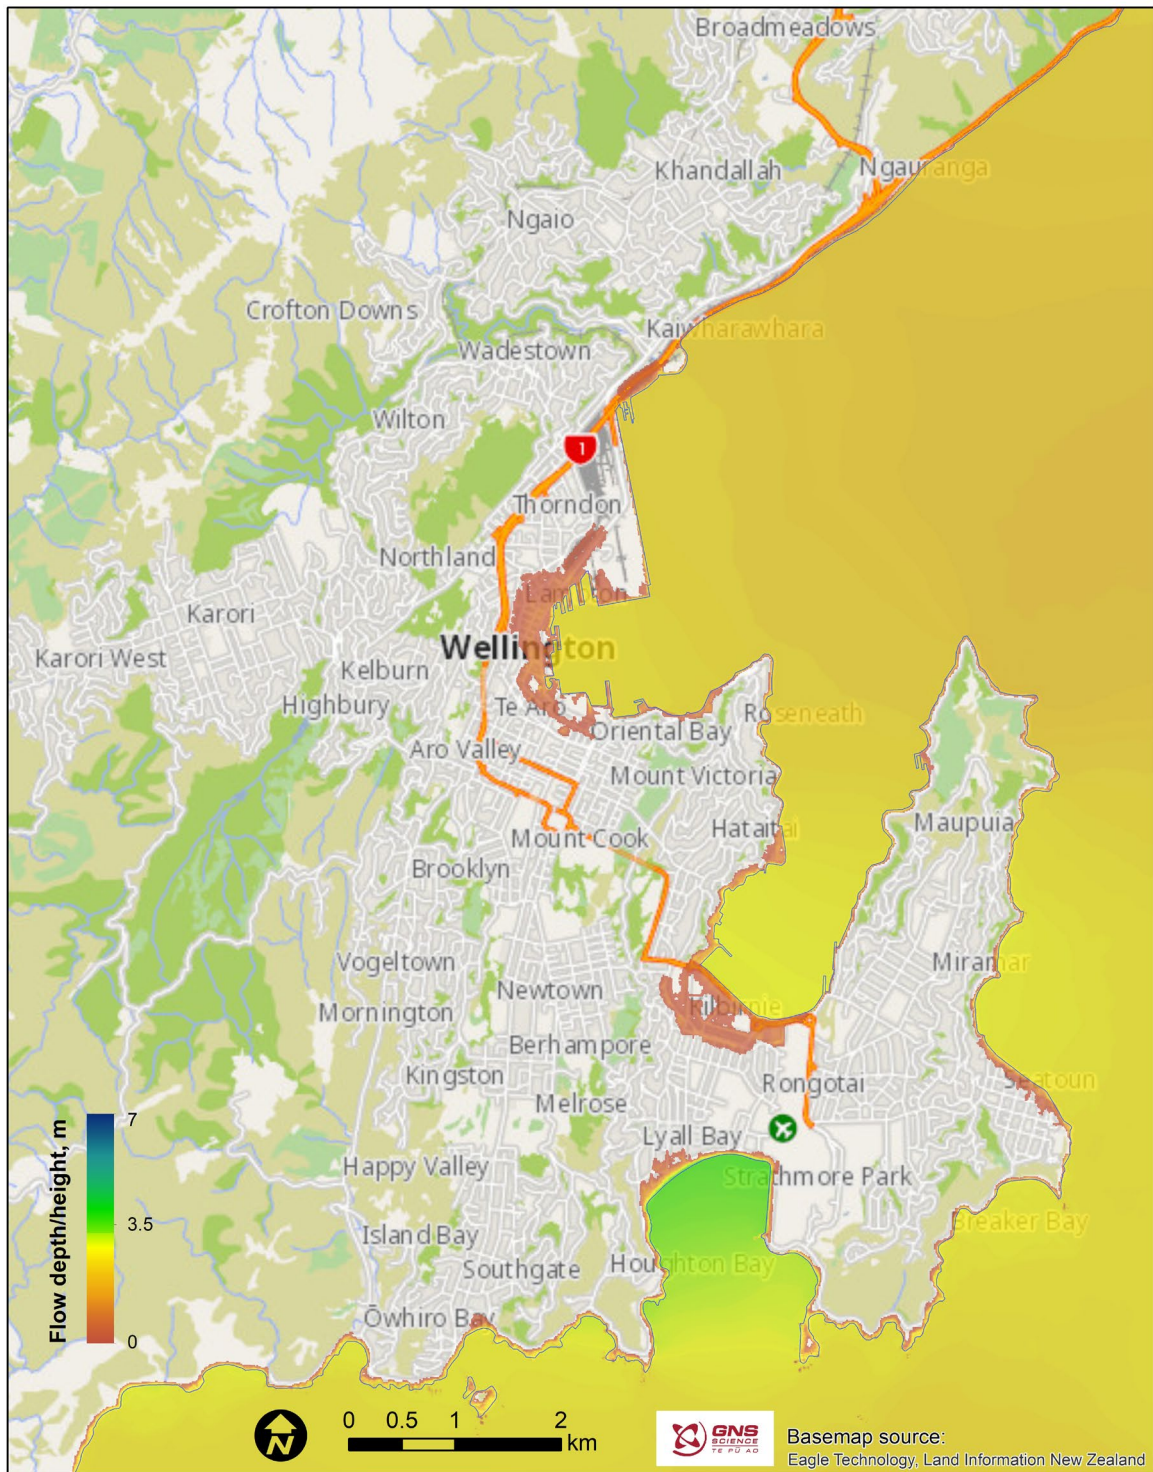 Broadmeadows
Khandallah
Ngauranga
Ngaio
Crofton Downs
Kaiwharawhara
Wadestown
Wilton
1
Thorndon
Northland
Lambton
Karori
Wellington
Karori West
Kelburn
Highbury
Te Aro
Roseneath
Oriental Bay
Aro Valley
Mount Victoria
Hataitai
Maupuia
Mount Cook
Brooklyn
Vogeltown
Miramar
Newtown
Mornington
Kilbirnie
Berhampore
Kingston
Rongotai
Seatoun
Melrose
Lyall Bay
Happy Valley
Strathmore Park
Breaker Bay
Island Bay
Houghton Bay
Southgate
Ōwhiro Bay
Flow depth/height, m
7
3.5
0
N
0 0.5 1 2
km
GNS
SCIENCE
TE PŪ AO
Basemap source:
Eagle Technology, Land Information New Zealand